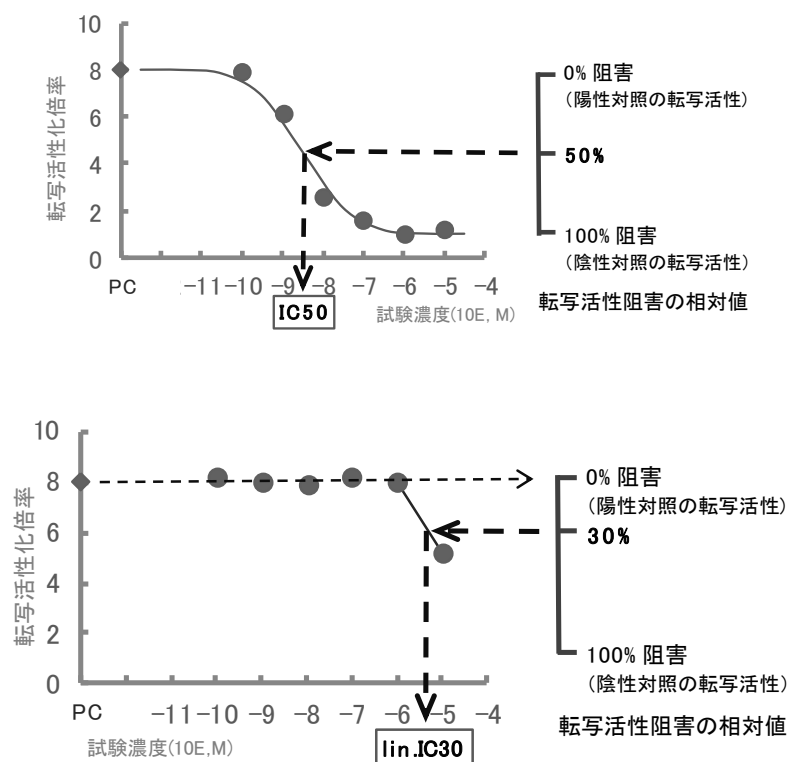 10
8
6
4
2
0
転写活性化倍率
PC
-11 -10 -9 -8 -7 -6 -5 -4
IC50
試験濃度(10E, M)
0% 阻害
(陽性対照の転写活性)
50%
100% 阻害
(陰性対照の転写活性)
転写活性阻害の相対値
10
8
6
4
2
0
転写活性化倍率
PC
-11 -10 -9 -8 -7 -6 -5 -4
試験濃度(10E,M)
lin.IC30
0% 阻害
(陽性対照の転写活性)
30%
100% 阻害
(陰性対照の転写活性)
転写活性阻害の相対値